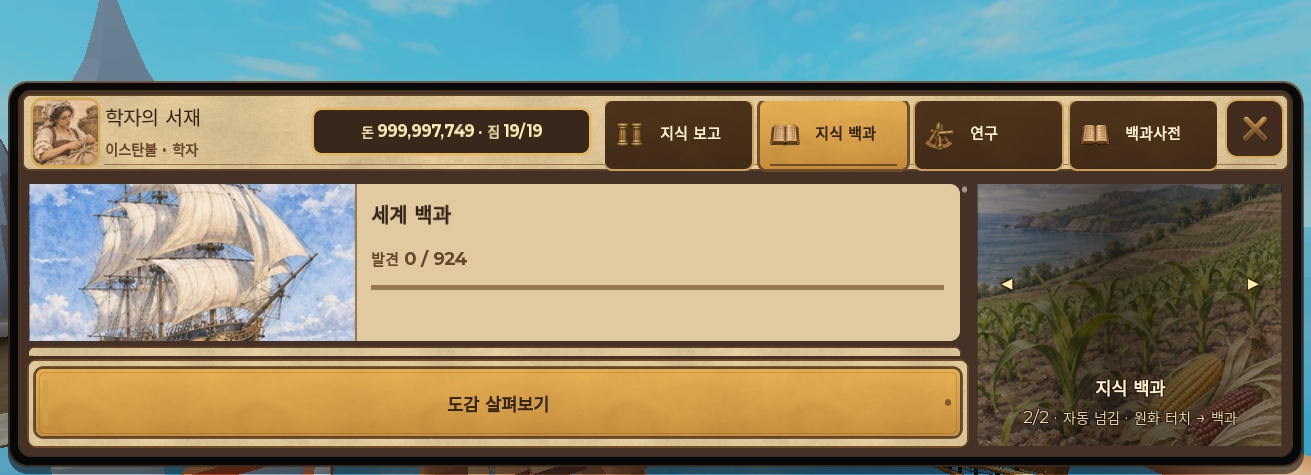 학자의 서재
이스탄불 · 학자
돈 999,997,749 · 짐 19/19
지식 보고
지식 백과
연구
백과사전
세계 백과
발견 0 / 924
도감 살펴보기
지식 백과
2/2 · 자동 넘김 · 원화 터치 → 백과